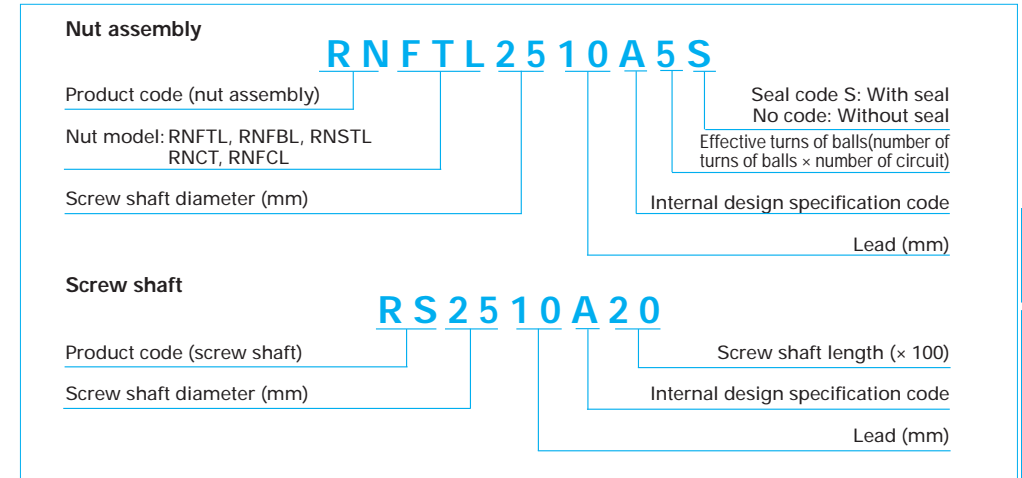 Nut assembly
RNFTL2510A5S
Product code (nut assembly)
Seal code S: With seal
No code: Without seal
Nut model: RNFTL, RNFBL, RNSTL
RNCT, RNFCL
Effective turns of balls(number of
turns of balls × number of circuit)
Screw shaft diameter (mm)
Internal design specification code
Lead (mm)
Screw shaft
RS2510A20
Product code (screw shaft)
Screw shaft length (× 100)
Screw shaft diameter (mm)
Internal design specification code
Lead (mm)